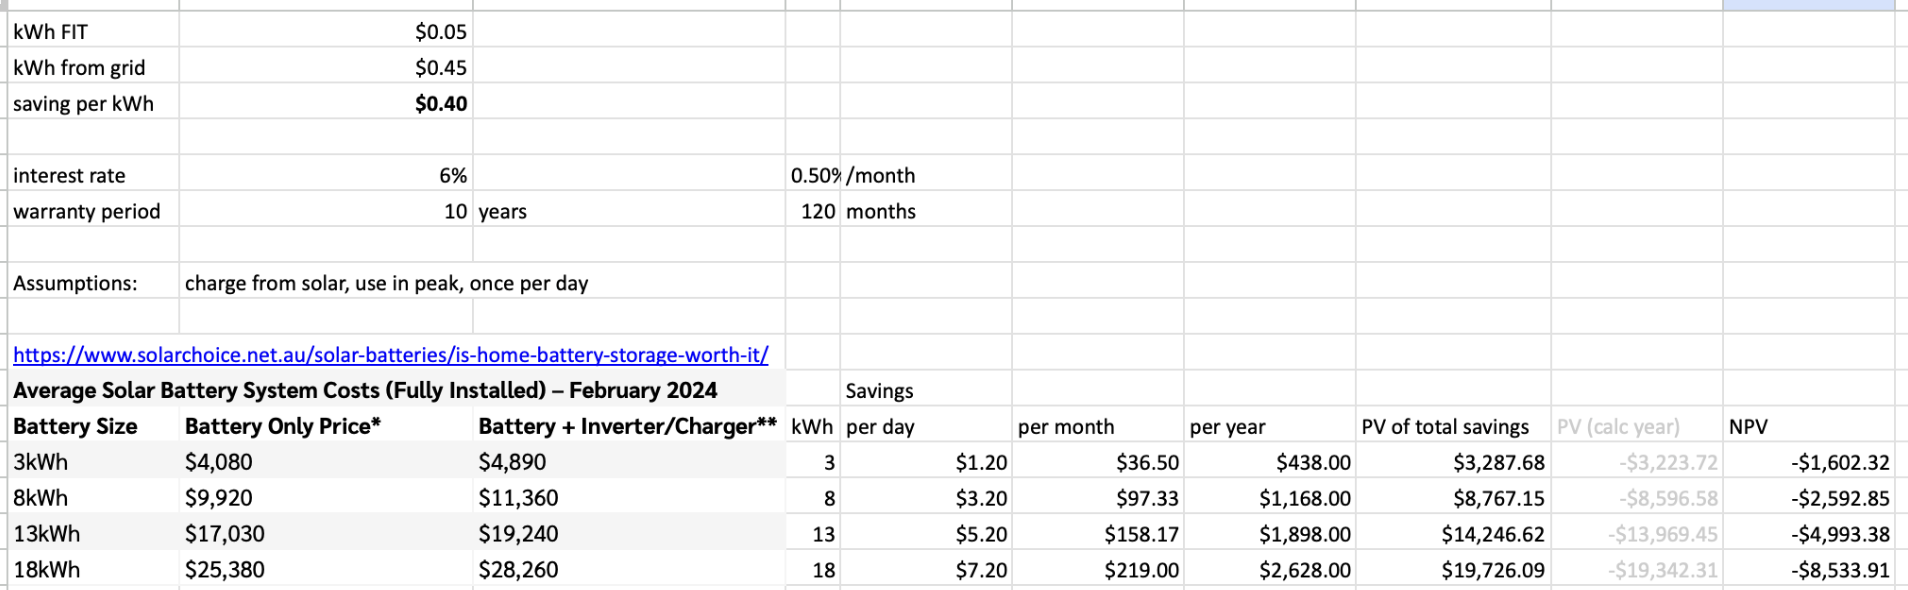 kWh FIT $0.05
kWh from grid $0.45
saving per kWh $0.40
interest rate 6% 0.50% /month
warranty period 10 years 120 months
Assumptions: charge from solar, use in peak, once per day
https://www.solarchoice.net.au/solar-batteries/is-home-battery-storage-worth-it/
Average Solar Battery System Costs (Fully Installed) – February 2024 Savings
Battery Size Battery Only Price* Battery + Inverter/Charger** kWh per day per month per year PV of total savings PV (calc year) NPV
3kWh $4,080 $4,890 3 $1.20 $36.50 $438.00 $3,287.68 -$3,223.72 -$1,602.32
8kWh $9,920 $11,360 8 $3.20 $97.33 $1,168.00 $8,767.15 -$8,596.58 -$2,592.85
13kWh $17,030 $19,240 13 $5.20 $158.17 $1,898.00 $14,246.62 -$13,969.45 -$4,993.38
18kWh $25,380 $28,260 18 $7.20 $219.00 $2,628.00 $19,726.09 -$19,342.31 -$8,533.91